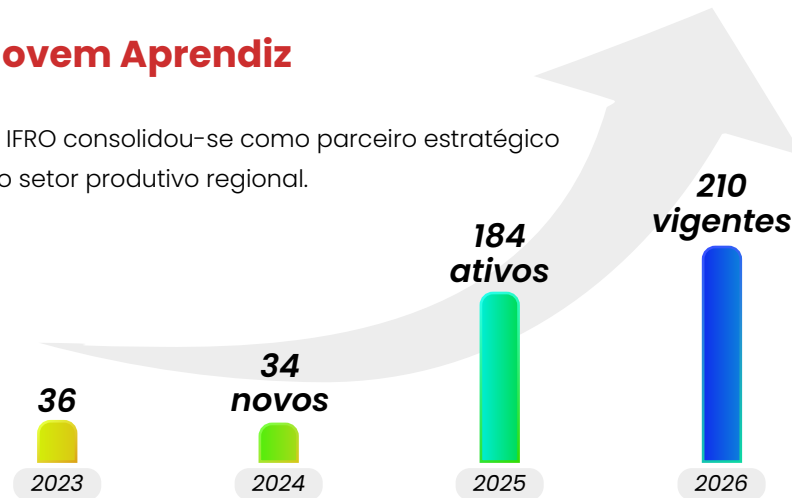 ovem Aprendiz
IFRO consolidou-se como parceiro estratégico
o setor produtivo regional.
210
vigentes
184
ativos
34
novos
36
2023
2024
2025
2026